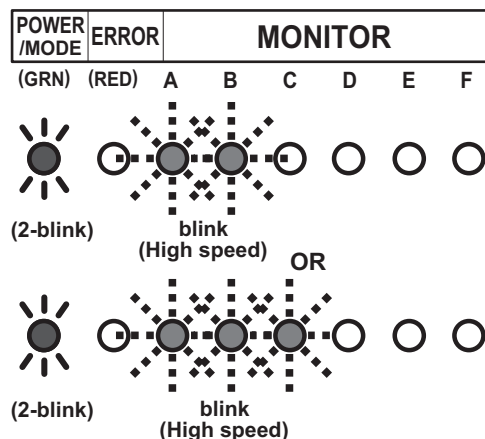 POWER /MODE ERROR MONITOR
(GRN) (RED) A B C D E F
(2-blink) blink
(High speed)
OR
(2-blink) blink
(High speed)